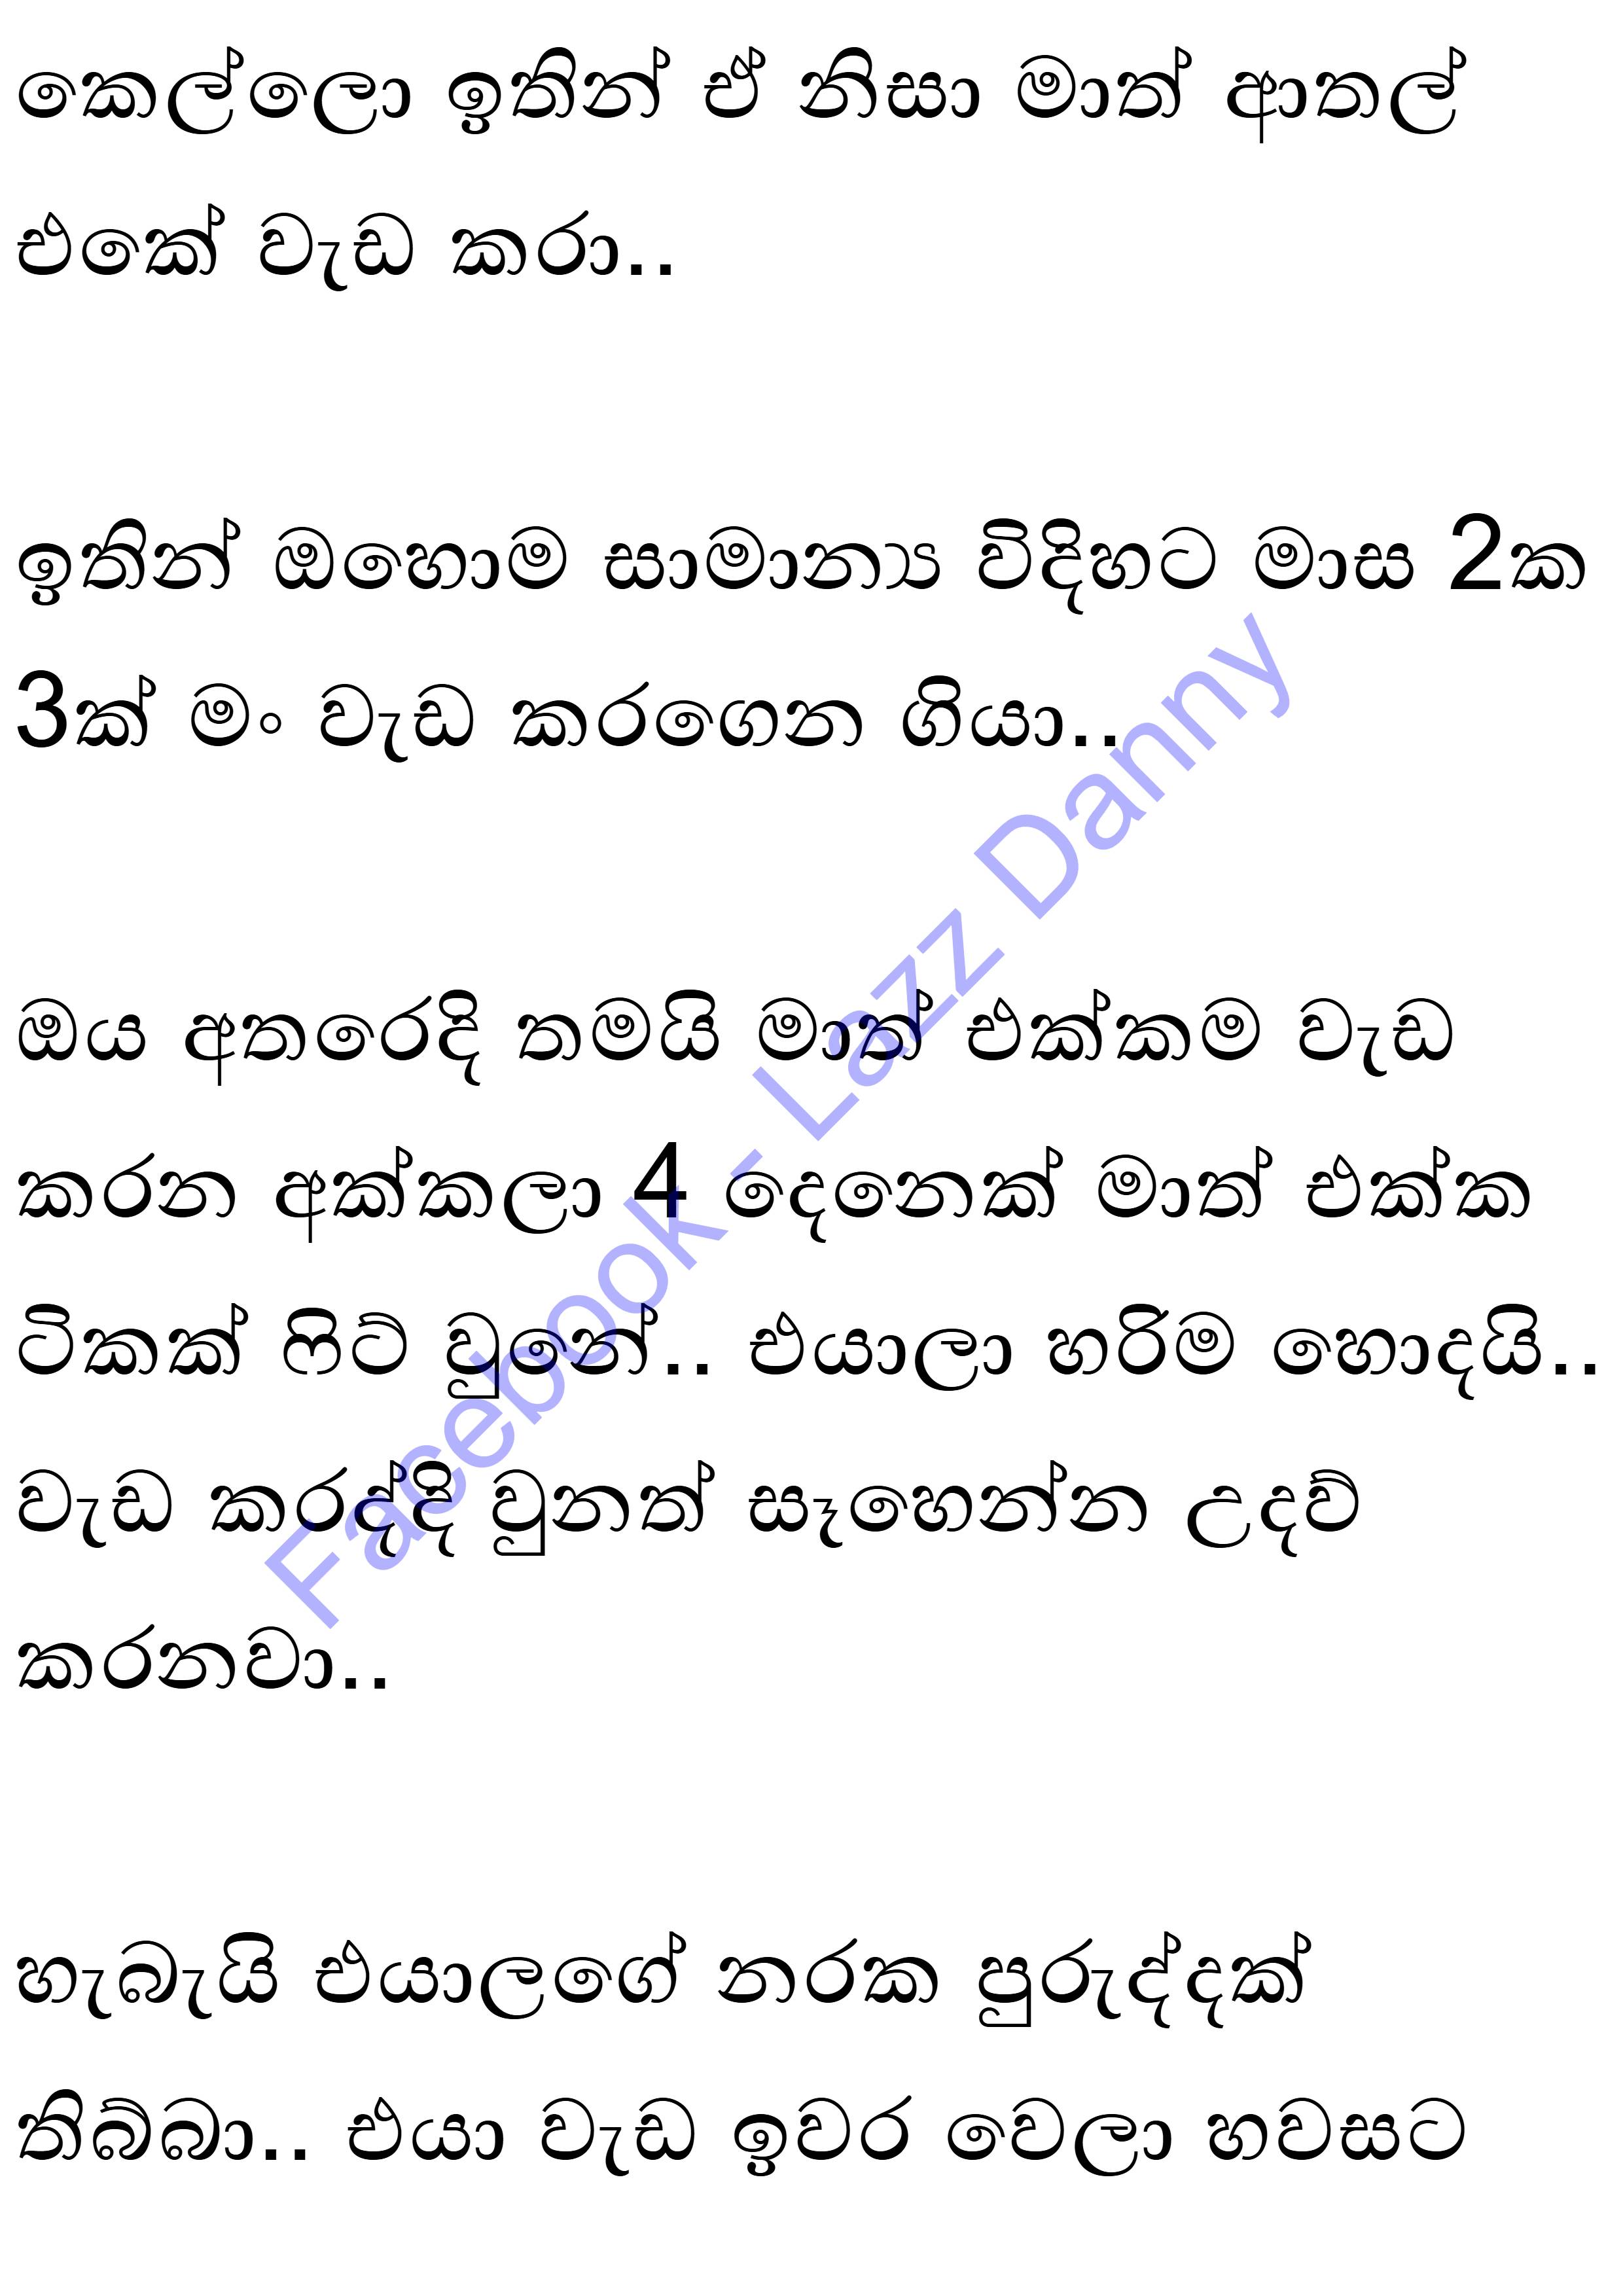 කෙල්ලො ඉතින් ඒ නිසා මාත් ආතල්
එකේ වැඩ කරා..
ඉතින් ඔහොම සාමාන්‍ය විදිහට මාස 2ක
3ක් මං වැඩ කරගෙන ගියා..
ඔය අතරෙදි තමයි මාත් එක්කම වැඩ
කරන අක්කලා 4 දෙනෙක් මාත් එක්ක
ටිකක් ෆිට් වුනේ.. එයාලා හරිම හොදයි..
වැඩ කරද්දි වුනත් සෑහෙන්න උදව්
කරනවා..
හැබැයි එයාලගේ නරක පුරුද්දක්
තිබ්බා.. එයා වැඩ ඉවර වෙලා හවසට
Facebook - Lazz Danny